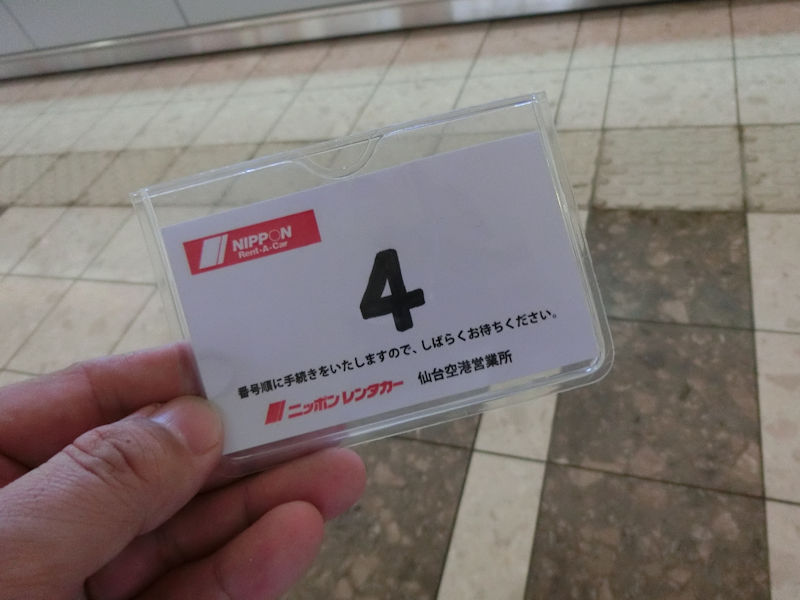 NIPPON
Rent-A-Car
4
番号順に手続きをいたしますので、しばらくお待ちください。
ニッポンレンタカー 仙台空港営業所